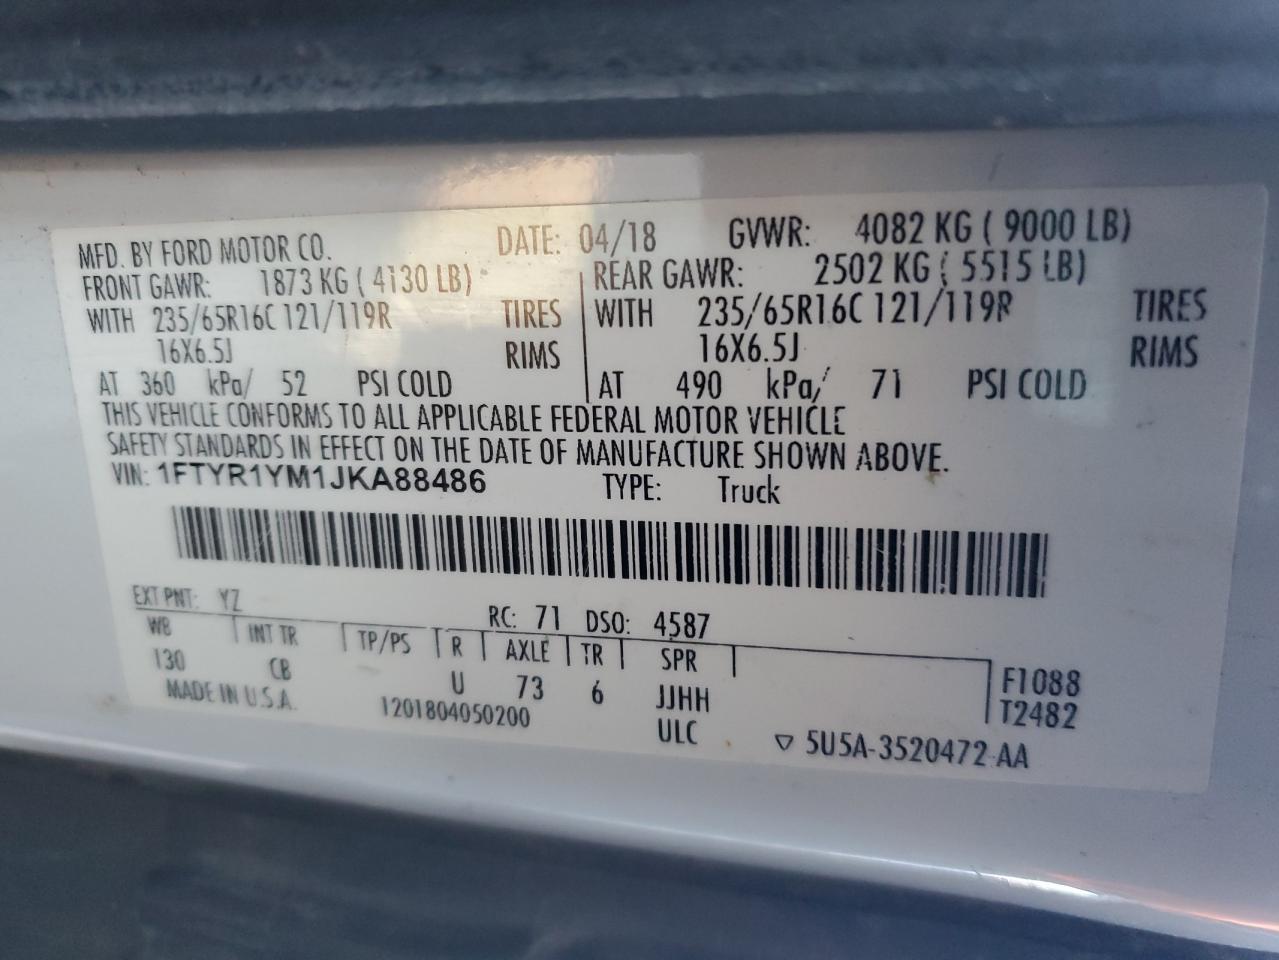 MFD. BY FORD MOTOR CO. DATE: 04/18 GVWR: 4082 KG ( 9000 LB)
FRONT GAWR: 1873 KG ( 4130 LB) REAR GAWR: 2502 KG ( 5515 LB)
WITH 235/65R16C 121/119R TIRES WITH 235/65R16C 121/119R TIRES
16X6.5J RIMS 16X6.5J RIMS
AT 360 kPa/ 52 PSI COLD AT 490 kPa/ 71 PSI COLD
THIS VEHICLE CONFORMS TO ALL APPLICABLE FEDERAL MOTOR VEHICLE
SAFETY STANDARDS IN EFFECT ON THE DATE OF MANUFACTURE SHOWN ABOVE.
VIN: 1FTYR1YM1JKA88486 TYPE: Truck
EXT PNT: YZ RC: 71 DSO: 4587
WB INT TR TP/PS R AXLE TR SPR
130 CB U 73 6 JJHH F1088
MADE IN U.S.A. 1201804050200 ULC T2482
▽ 5U5A-3520472-AA